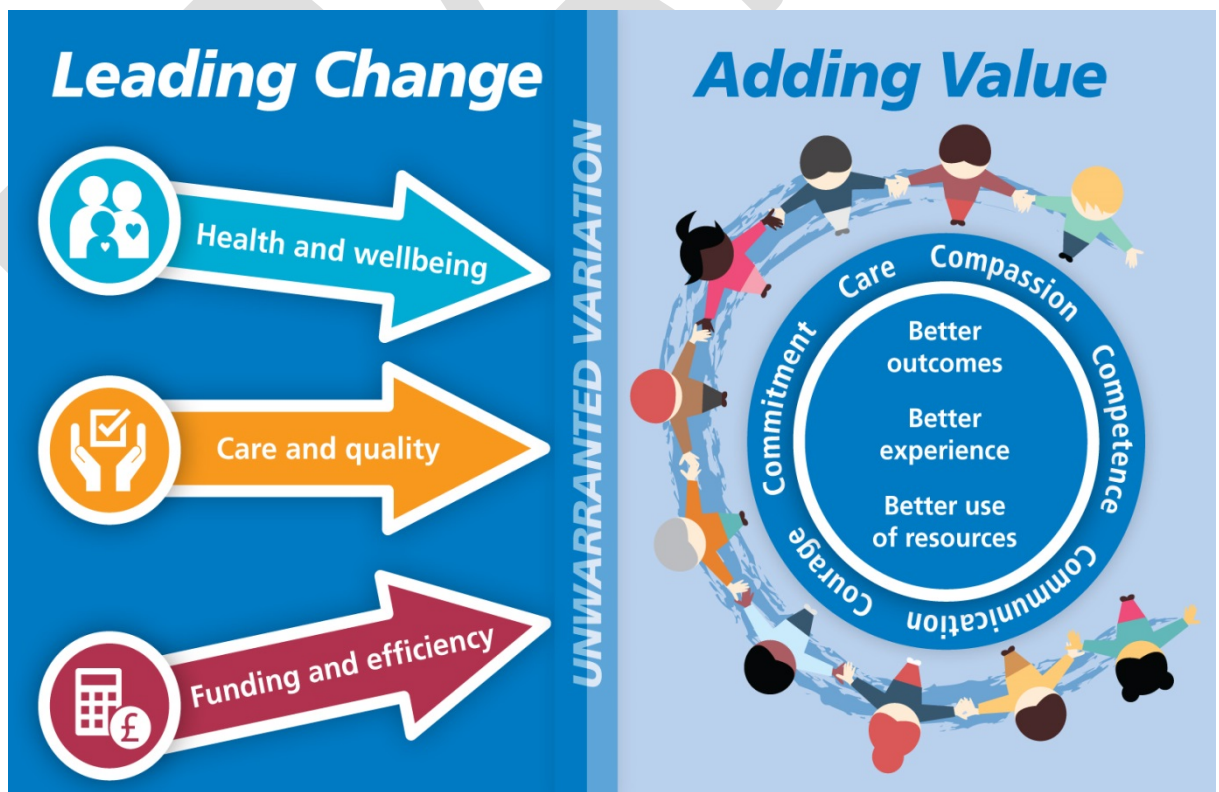 Leading Change
Adding Value
Health and wellbeing
Care and quality
Funding and efficiency
£
UNWARRANTED VARIATION
Care
Compassion
Competence
Communication
Courage
Commitment
Better
outcomes
Better
experience
Better use
of resources